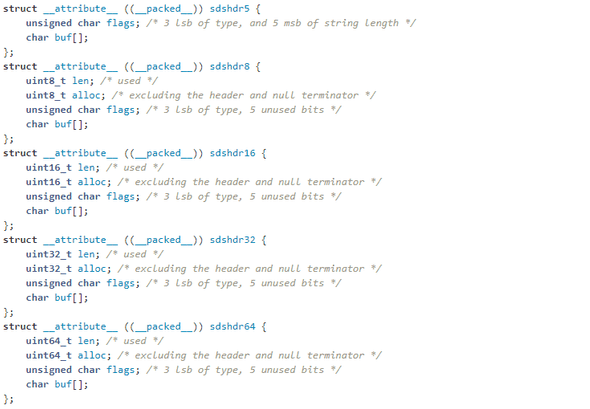 struct __attribute__ ((__packed__)) sdshdr5 {
    unsigned char flags; /* 3 lsb of type, and 5 msb of string length */
    char buf[];
};
struct __attribute__ ((__packed__)) sdshdr8 {
    uint8_t len; /* used */
    uint8_t alloc; /* excluding the header and null terminator */
    unsigned char flags; /* 3 lsb of type, 5 unused bits */
    char buf[];
};
struct __attribute__ ((__packed__)) sdshdr16 {
    uint16_t len; /* used */
    uint16_t alloc; /* excluding the header and null terminator */
    unsigned char flags; /* 3 lsb of type, 5 unused bits */
    char buf[];
};
struct __attribute__ ((__packed__)) sdshdr32 {
    uint32_t len; /* used */
    uint32_t alloc; /* excluding the header and null terminator */
    unsigned char flags; /* 3 lsb of type, 5 unused bits */
    char buf[];
};
struct __attribute__ ((__packed__)) sdshdr64 {
    uint64_t len; /* used */
    uint64_t alloc; /* excluding the header and null terminator */
    unsigned char flags; /* 3 lsb of type, 5 unused bits */
    char buf[];
};